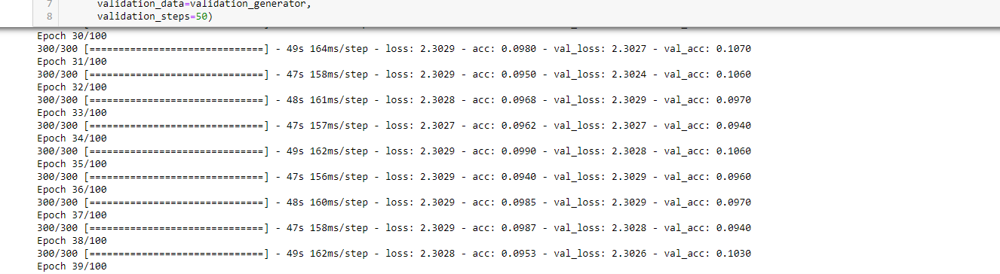 7 validation_data=validation_generator,
8 validation_steps=50)
Epoch 30/100
300/300 [==============================] - 49s 164ms/step - loss: 2.3029 - acc: 0.0980 - val_loss: 2.3027 - val_acc: 0.1070
Epoch 31/100
300/300 [==============================] - 47s 158ms/step - loss: 2.3029 - acc: 0.0950 - val_loss: 2.3024 - val_acc: 0.1060
Epoch 32/100
300/300 [==============================] - 48s 161ms/step - loss: 2.3028 - acc: 0.0968 - val_loss: 2.3029 - val_acc: 0.0970
Epoch 33/100
300/300 [==============================] - 47s 157ms/step - loss: 2.3027 - acc: 0.0962 - val_loss: 2.3027 - val_acc: 0.0940
Epoch 34/100
300/300 [==============================] - 49s 162ms/step - loss: 2.3029 - acc: 0.0990 - val_loss: 2.3028 - val_acc: 0.1060
Epoch 35/100
300/300 [==============================] - 47s 156ms/step - loss: 2.3029 - acc: 0.0940 - val_loss: 2.3029 - val_acc: 0.0960
Epoch 36/100
300/300 [==============================] - 48s 160ms/step - loss: 2.3029 - acc: 0.0985 - val_loss: 2.3029 - val_acc: 0.0970
Epoch 37/100
300/300 [==============================] - 47s 158ms/step - loss: 2.3029 - acc: 0.0987 - val_loss: 2.3028 - val_acc: 0.0940
Epoch 38/100
300/300 [==============================] - 49s 162ms/step - loss: 2.3028 - acc: 0.0953 - val_loss: 2.3026 - val_acc: 0.1030
Epoch 39/100